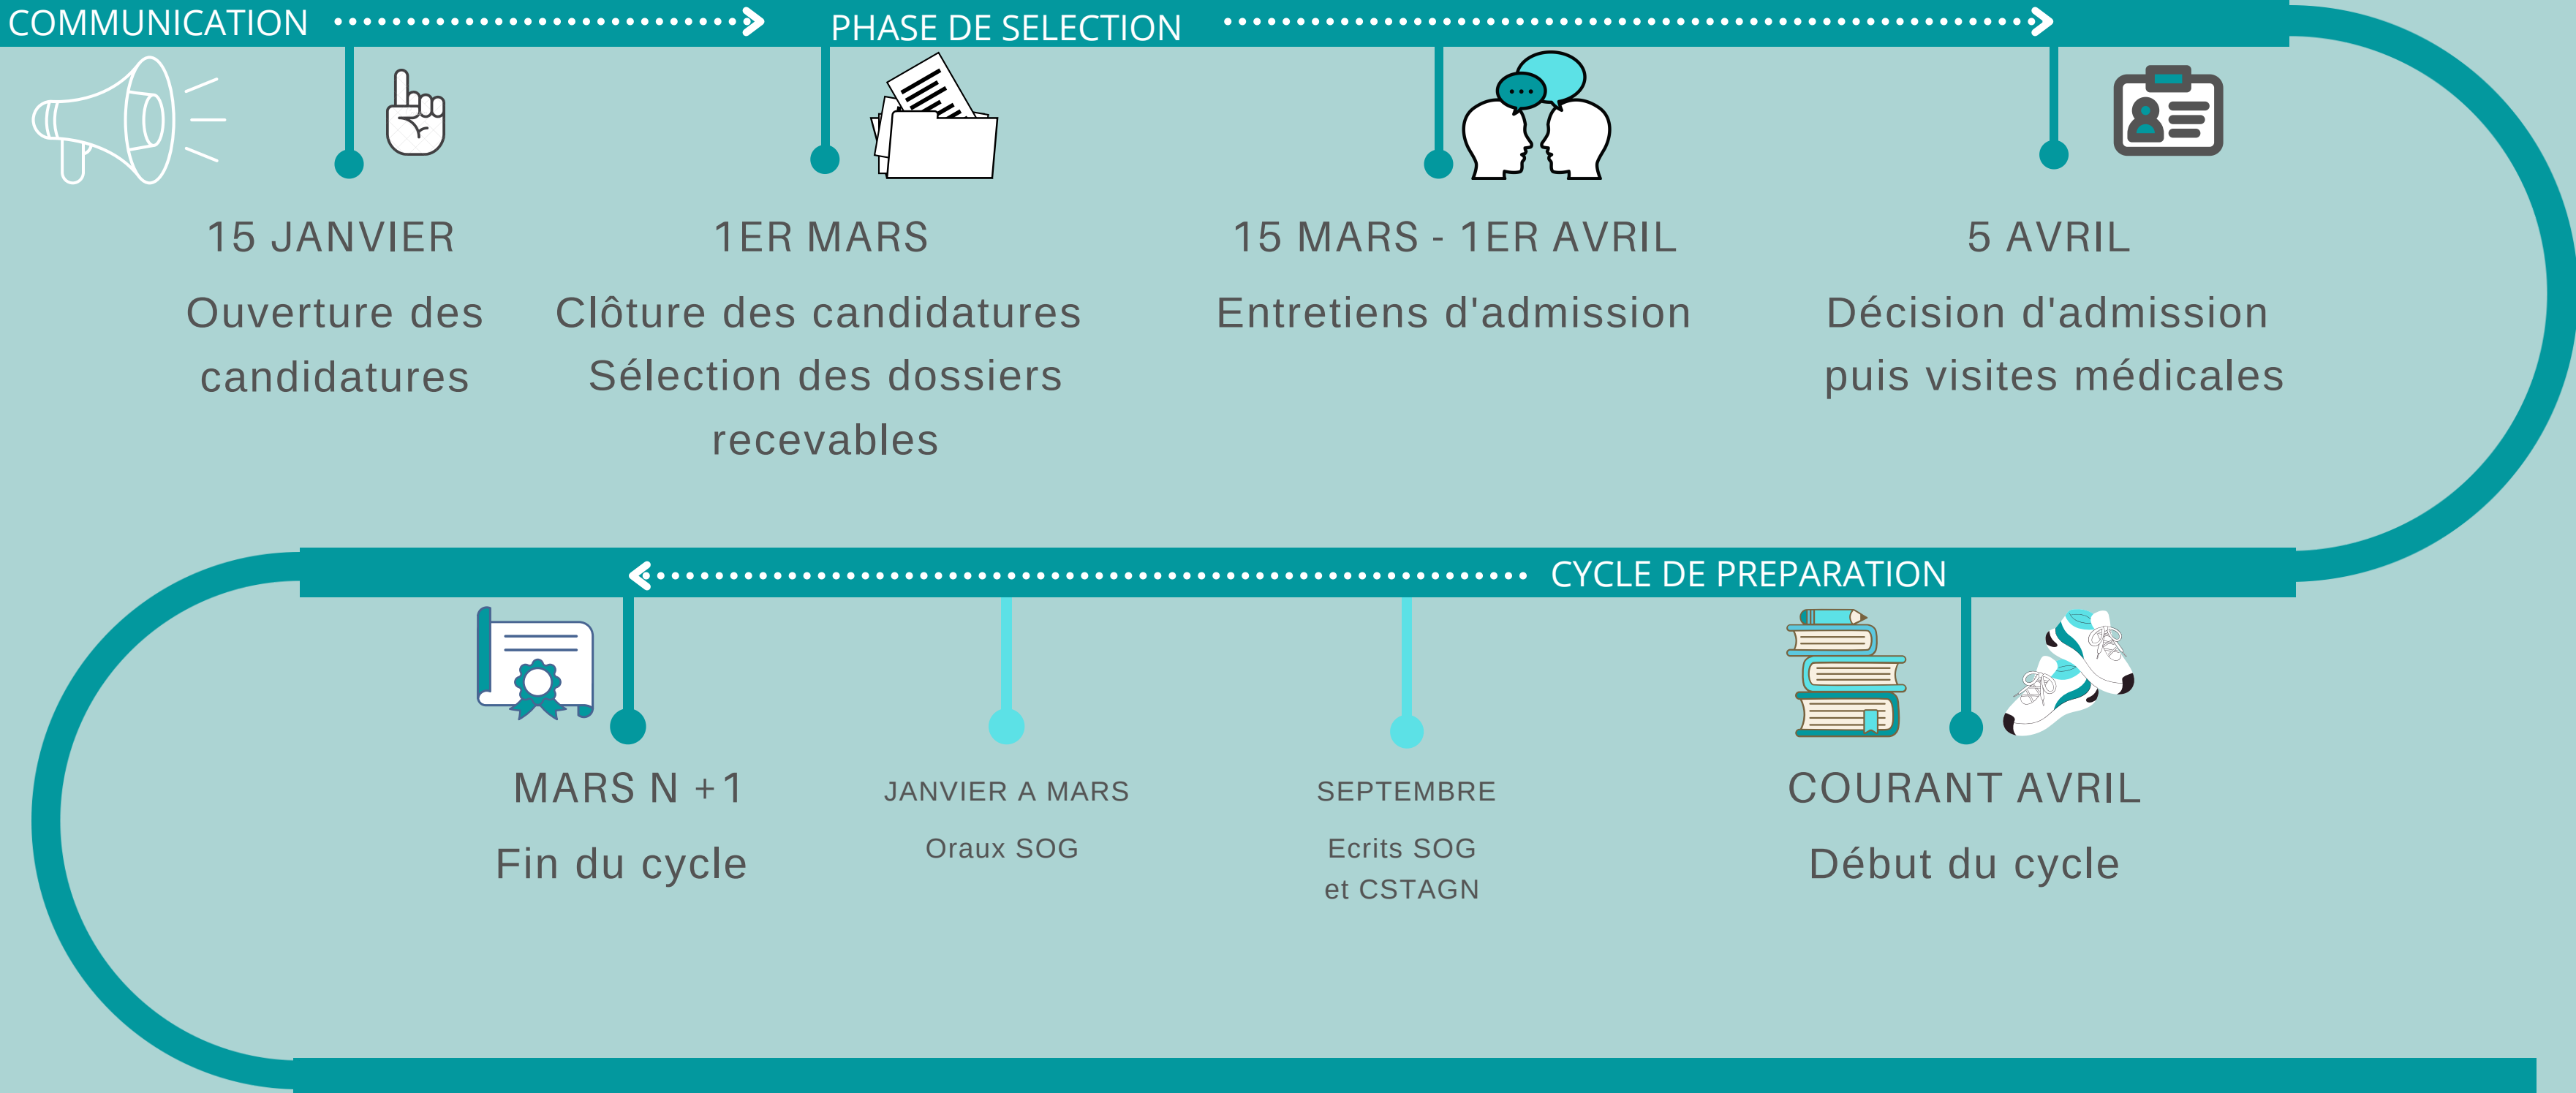 COMMUNICATION
PHASE DE SELECTION
15 JANVIER
Ouverture des
candidatures
1ER MARS
Clôture des candidatures
Sélection des dossiers
recevables
15 MARS - 1ER AVRIL
Entretiens d'admission
5 AVRIL
Décision d'admission
puis visites médicales
CYCLE DE PREPARATION
MARS N +1
Fin du cycle
JANVIER A MARS
Oraux SOG
SEPTEMBRE
Ecrits SOG
et CSTAGN
COURANT AVRIL
Début du cycle